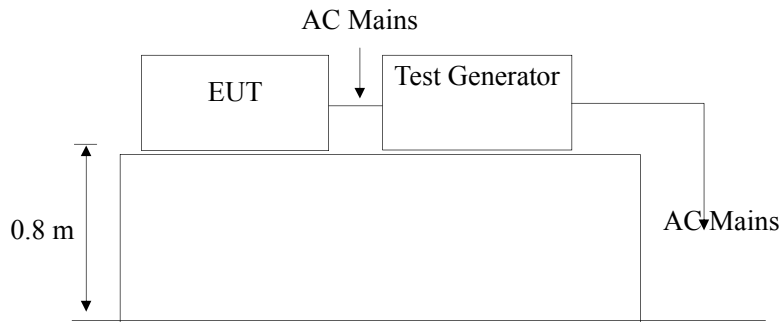 AC Mains
EUT
Test Generator
0.8 m
AC Mains